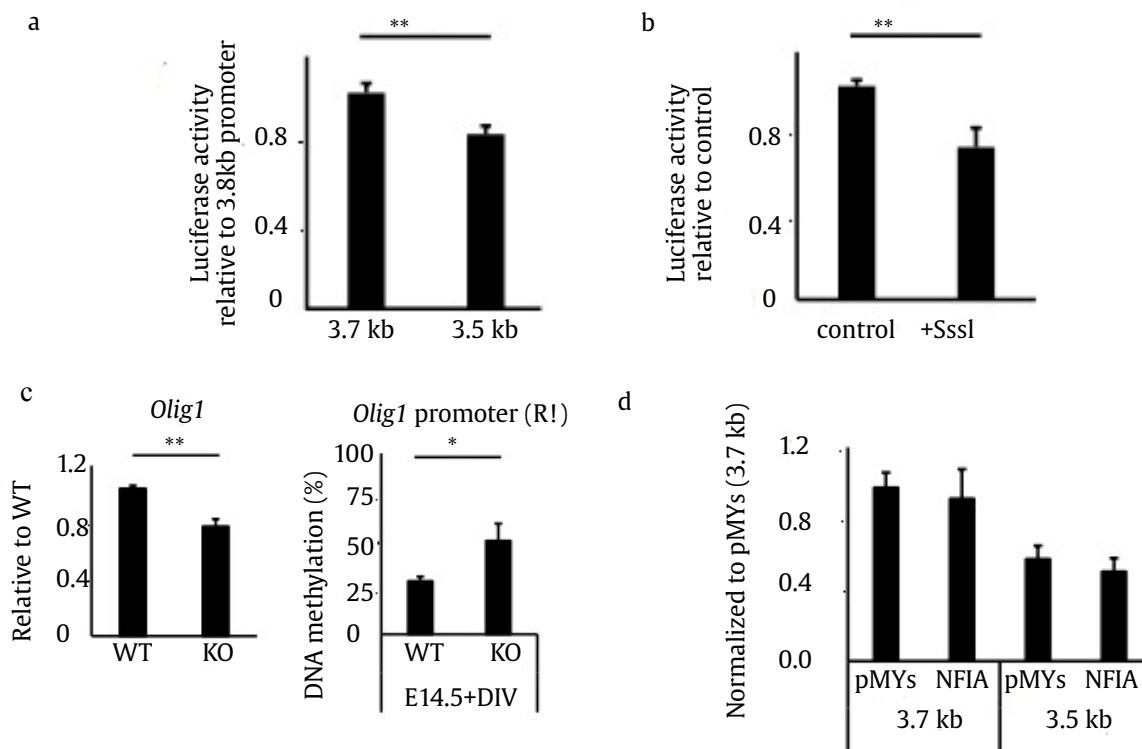 a
**
Luciferase activity
relative to 3.8kb promoter
0.8
0.4
0
3.7 kb 3.5 kb
b
**
Luciferase activity
relative to control
0.8
0.4
0
control +Sssl
c
Olig1
**
Relative to WT
1.2
0.8
0.4
0
WT KO
Olig1 promoter (R!)
*
DNA methylation (%)
100
75
50
25
0
WT KO
E14.5+DIV
d
Normalized to pMYs (3.7 kb)
1.2
0.8
0.4
0.0
pMYs NFIA pMYs NFIA
3.7 kb 3.5 kb